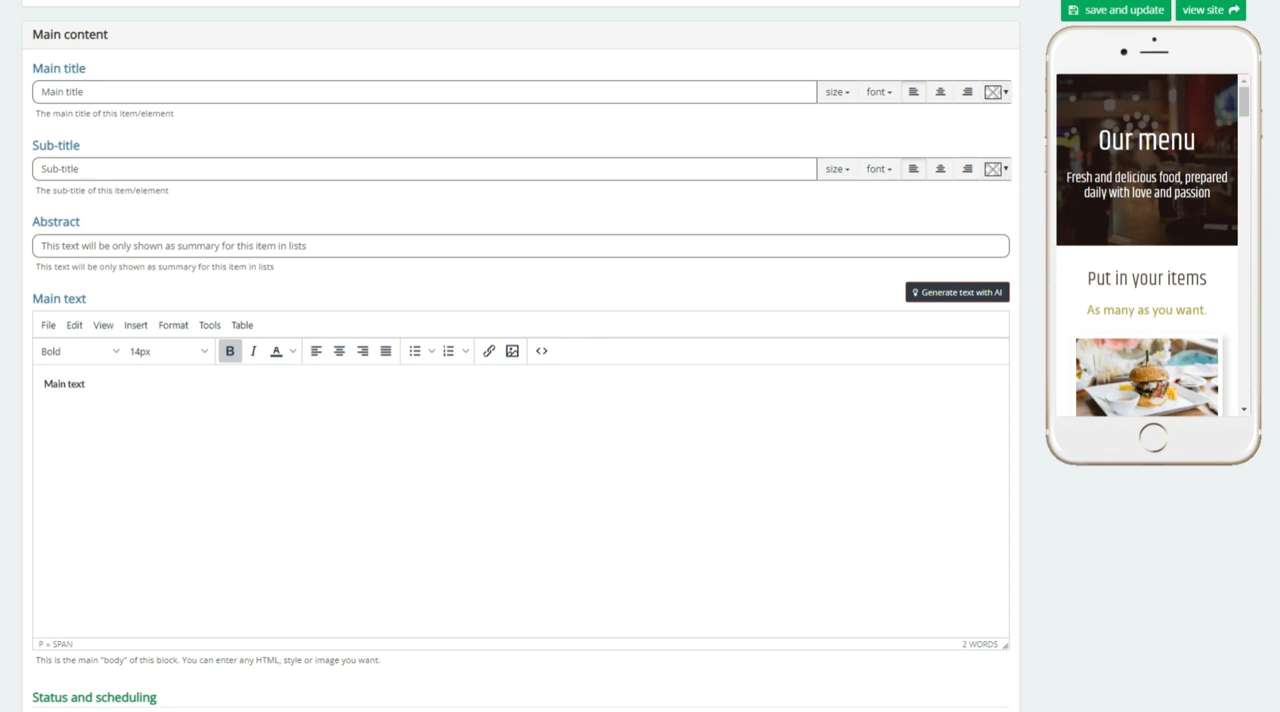 save and update
view site
Main content
Main title
Main title
size
font
The main title of this item/element
Sub-title
Sub-title
size
font
The sub-title of this item/element
Abstract
This text will be only shown as summary for this item in lists
This text will be only shown as summary for this item in lists
Main text
Generate text with AI
File Edit View Insert Format Tools Table
Bold 14px B I A
Main text
P » SPAN
2 WORDS
This is the main "body" of this block. You can enter any HTML, style or image you want.
Status and scheduling
Our menu
Fresh and delicious food, prepared
daily with love and passion
Put in your items
As many as you want.